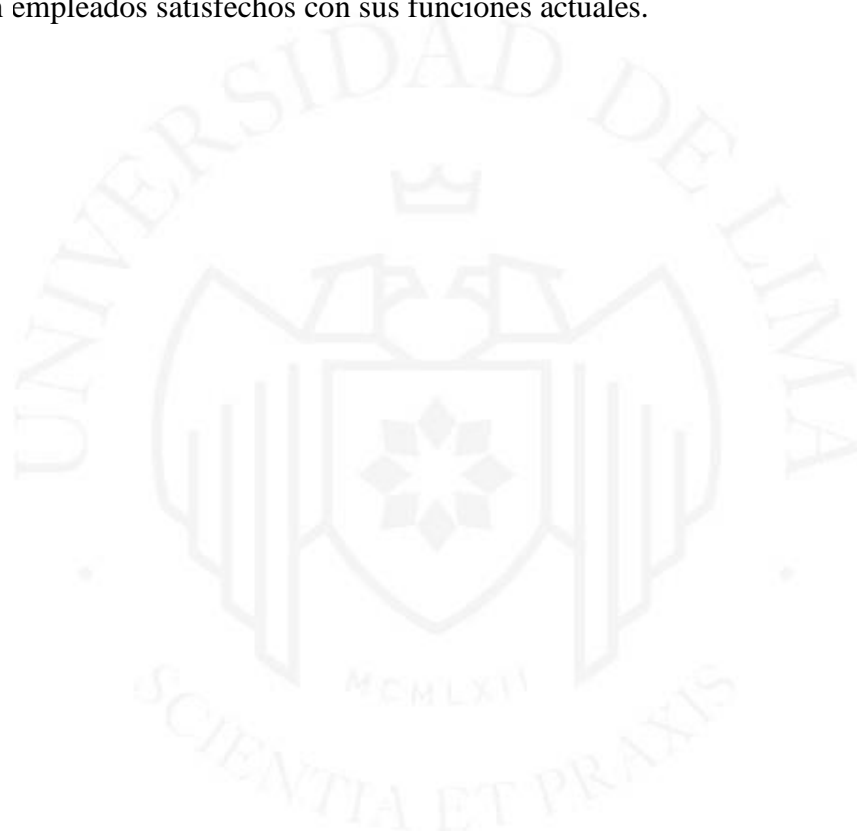 empleados satisfechos con sus funciones actuales.
UNIVERSIDAD DE LIMA
MCMLXII
SCIENTIA ET PRAXIS